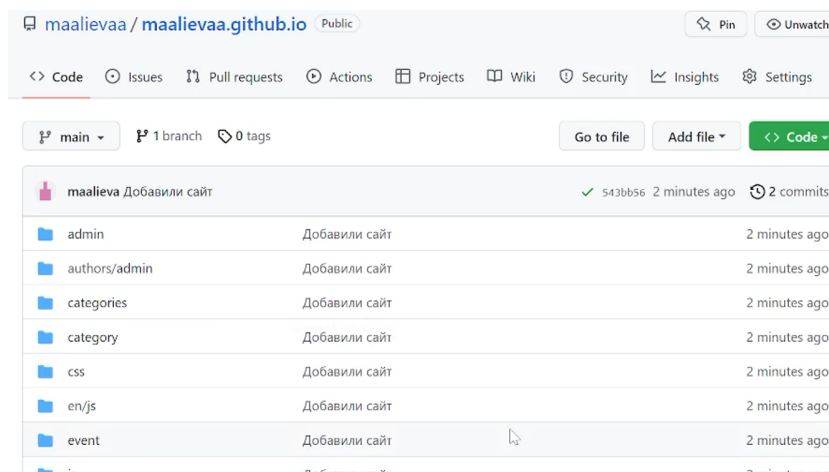 maalievaa / maalievaa.github.io Public Pin Unwatch
Code Issues Pull requests Actions Projects Wiki Security Insights Settings
main 1 branch 0 tags Go to file Add file Code
maalieva Добавили сайт 543bb56 2 minutes ago 2 commits
admin Добавили сайт 2 minutes ago
authors/admin Добавили сайт 2 minutes ago
categories Добавили сайт 2 minutes ago
category Добавили сайт 2 minutes ago
css Добавили сайт 2 minutes ago
en/js Добавили сайт 2 minutes ago
event Добавили сайт 2 minutes ago